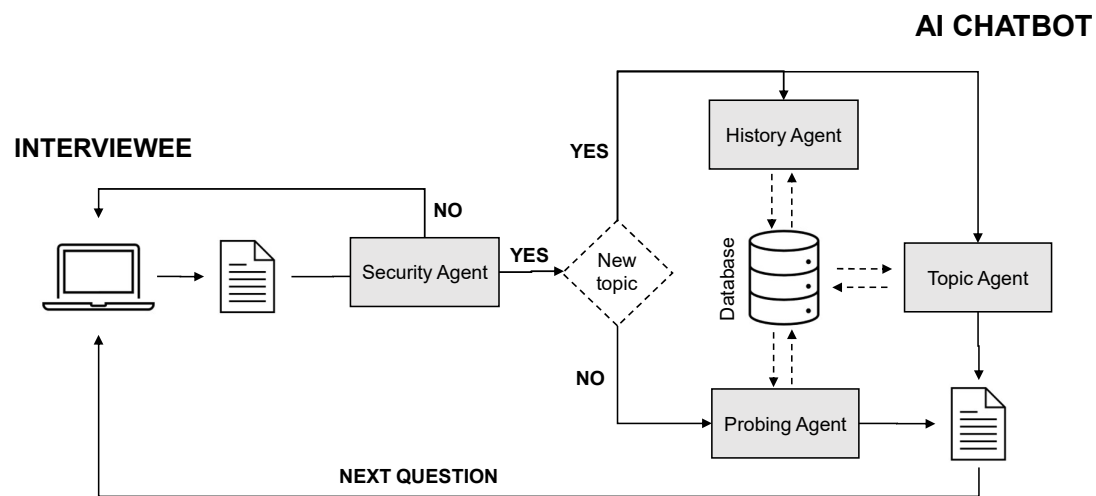 AI CHATBOT
INTERVIEWEE
YES
History Agent
NO
Security Agent
YES
New
topic
Database
Topic Agent
NO
Probing Agent
NEXT QUESTION